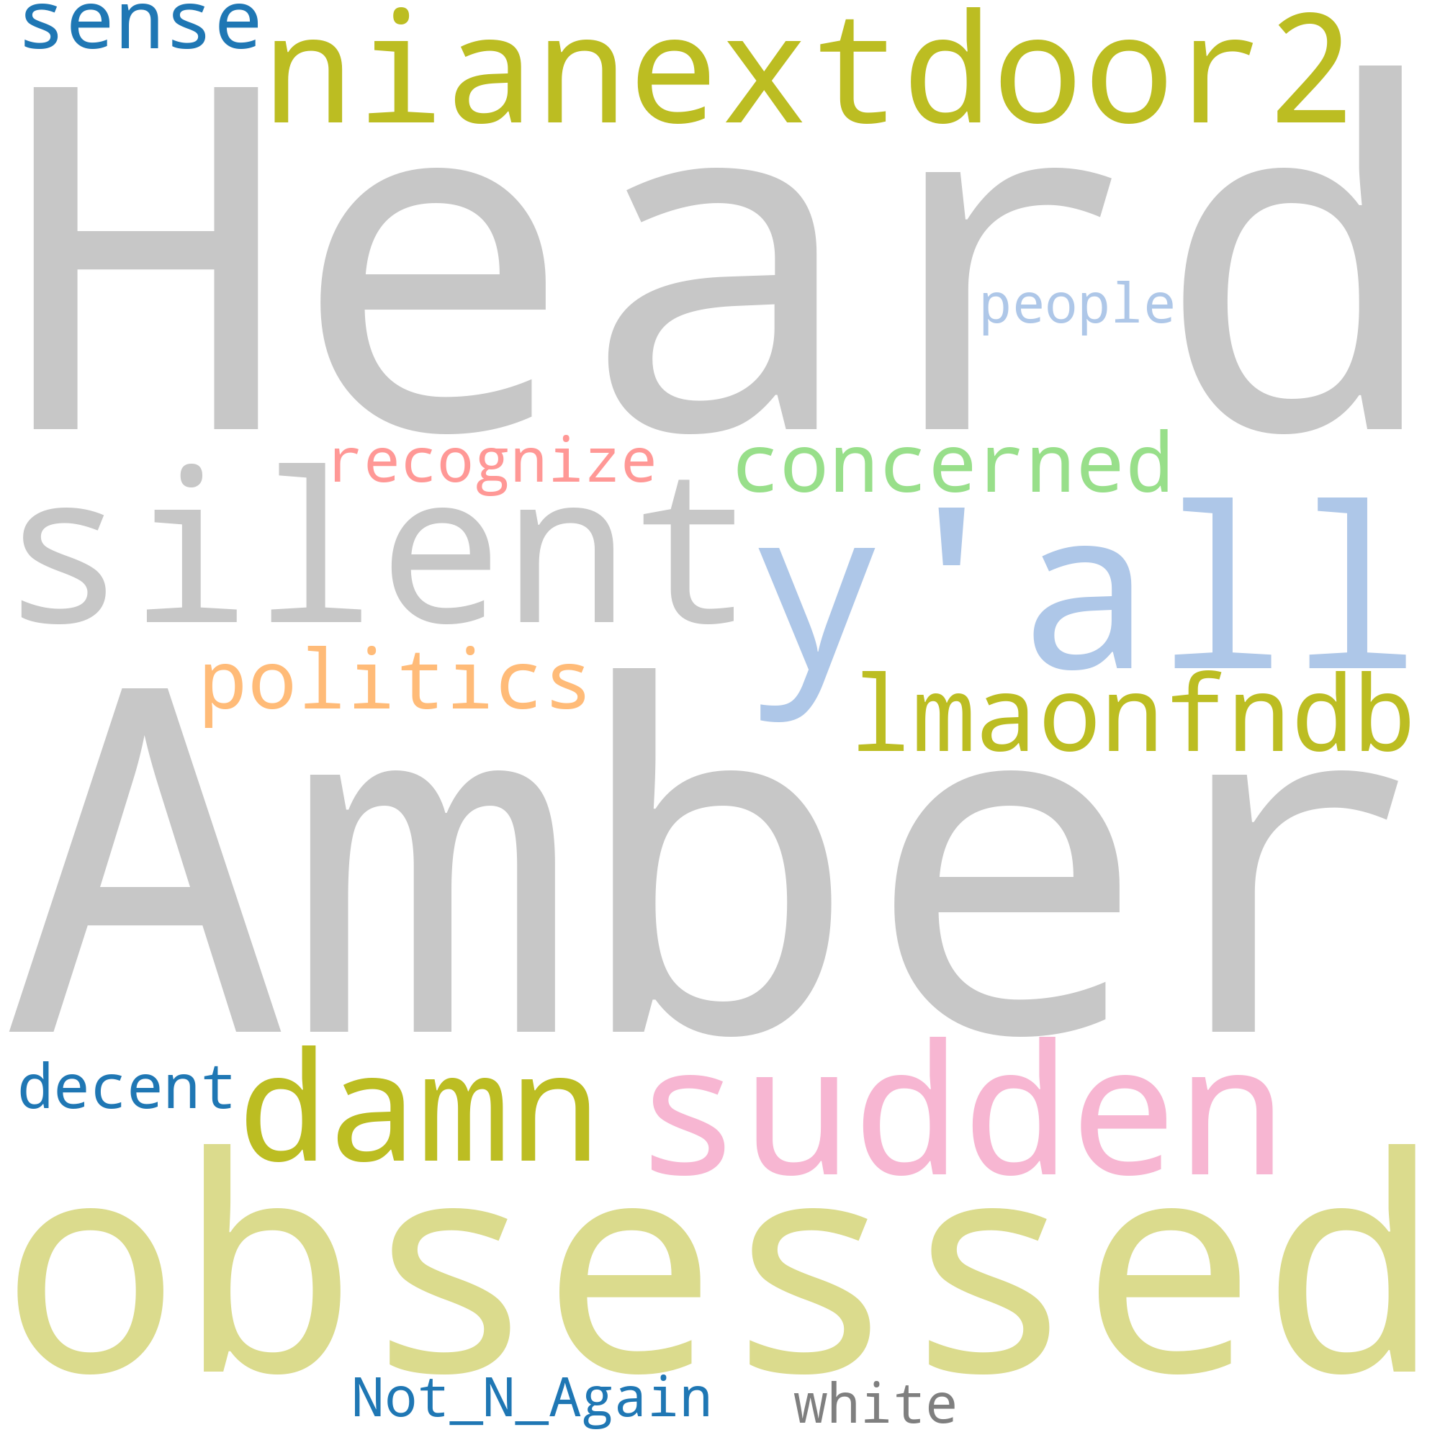 sense nianextdoor2
Heard
people
recognize concerned
silent y'all
politics lmaonfndb
Amber
decent damn sudden
obsessed
Not_N_Again white